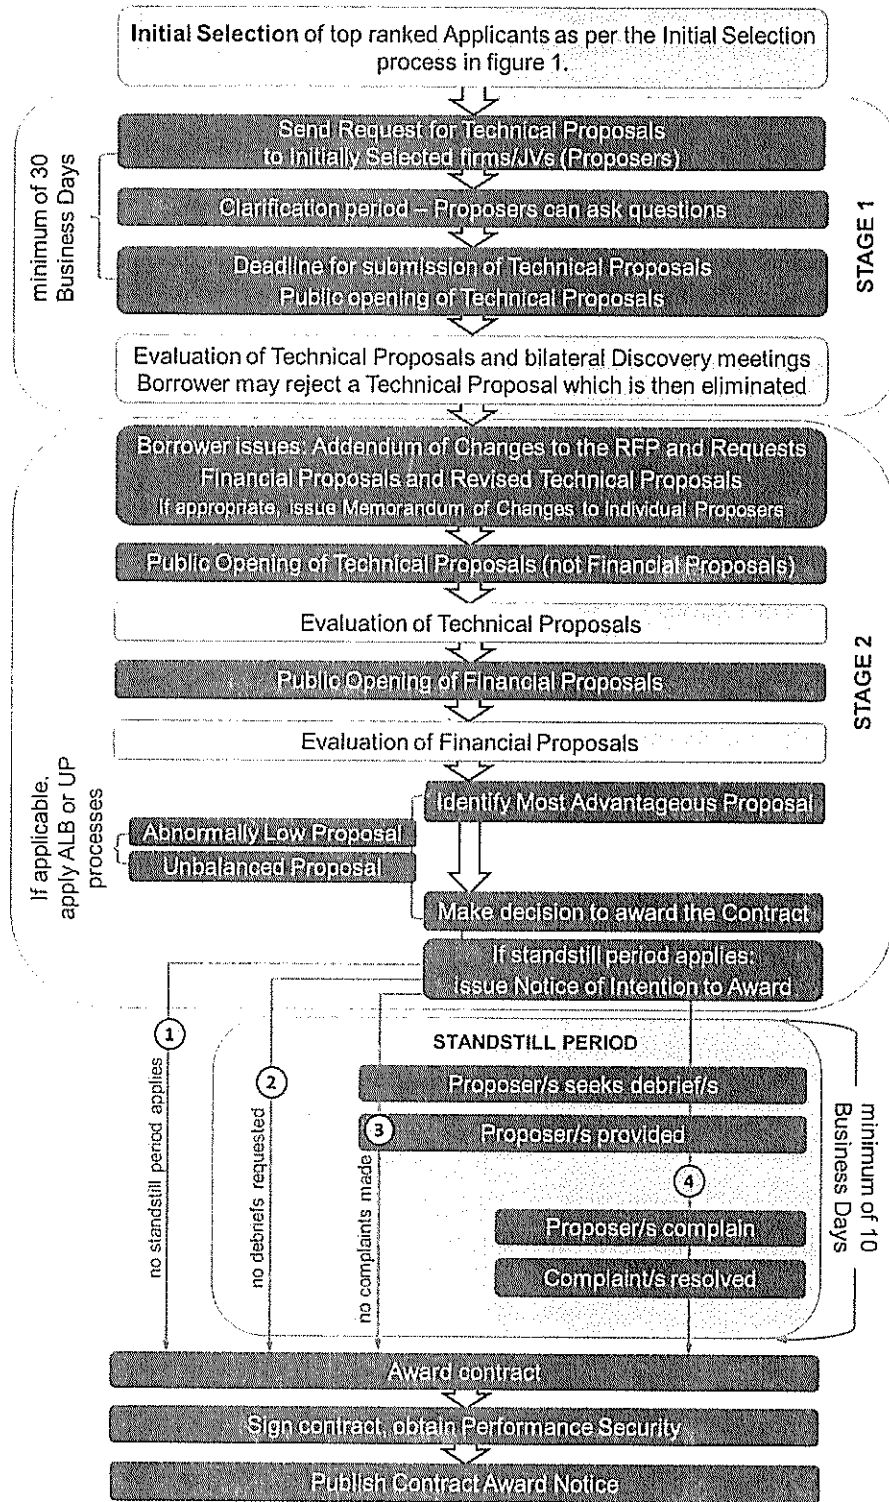 Initial Selection of top ranked Applicants as per the Initial Selection
process in figure 1.
Send Request for Technical Proposals
to Initially Selected firms/JVs (Proposers)
minimum of 30
Business Days
Clarification period – Proposers can ask questions
STAGE 1
Deadline for submission of Technical Proposals
Public opening of Technical Proposals
Evaluation of Technical Proposals and bilateral Discovery meetings
Borrower may reject a Technical Proposal which is then eliminated
Borrower issues: Addendum of Changes to the RFP and Requests
Financial Proposals and Revised Technical Proposals
If appropriate, issue Memorandum of Changes to Individual Proposers
Public Opening of Technical Proposals (not Financial Proposals)
Evaluation of Technical Proposals
STAGE 2
Public Opening of Financial Proposals
Evaluation of Financial Proposals
Identify Most Advantageous Proposal
If applicable,
apply ALB or UP
processes
Abnormally Low Proposal
Unbalanced Proposal
Make decision to award the Contract
If standstill period applies:
Issue Notice of Intention to Award
1
no standstill period applies
2
no debriefs requested
STANDSTILL PERIOD
Proposer/s seeks debrief/s
3
no complaints made
Proposer/s provided
4
minimum of 10
Business Days
Proposer/s complain
Complaint/s resolved
Award contract
Sign contract, obtain Performance Security
Publish Contract Award Notice